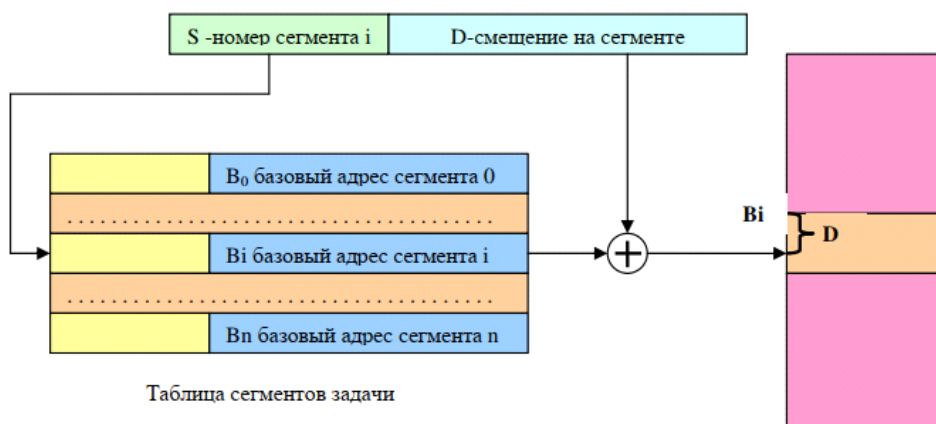 S -номер сегмента i
D-смещение на сегменте
B₀ базовый адрес сегмента 0
. . . . . . . . . . . . . . . . . . . . . . . . . . . . . . . . . . . . . . . . . . .
Bi базовый адрес сегмента i
. . . . . . . . . . . . . . . . . . . . . . . . . . . . . . . . . . . . . . . . . . .
Bn базовый адрес сегмента n
Bi
D
Таблица сегментов задачи